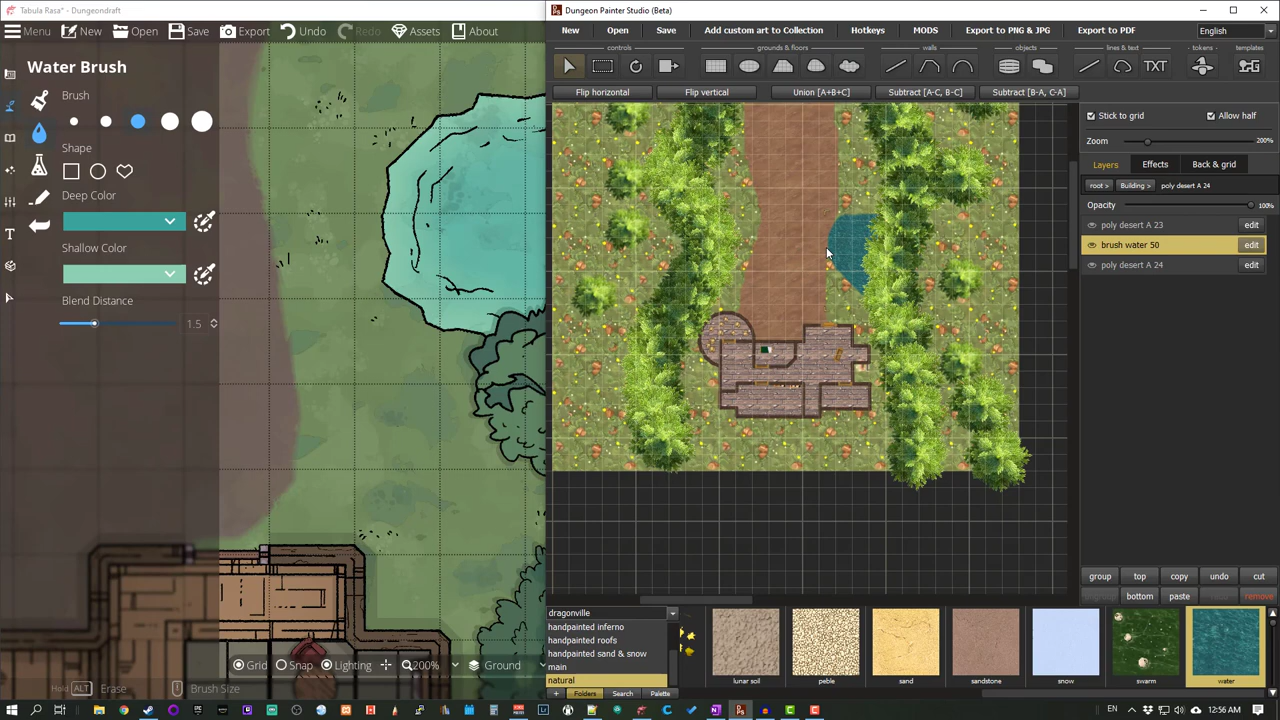 Tabula Rasa* - Dungeondraft
Menu New Open Save Export Undo Redo Assets About
Water Brush
Brush
Shape
Deep Color
Shallow Color
Blend Distance
1.5
Grid Snap Lighting 200% Ground
Hold ALT Erase Brush Size
Dungeon Painter Studio (Beta)
New Open Save Add custom art to Collection Hotkeys MODS Export to PNG & JPG Export to PDF English
controls grounds & floors walls objects lines & text tokens templates
TXT
Flip horizontal Flip vertical Union [A+B+C] Subtract [A-C, B-C] Subtract [B-A, C-A]
Stick to grid Allow half
Zoom 200%
Layers Effects Back & grid
root > Building > poly desert A 24
Opacity 100%
poly desert A 23 edit
brush water 50 edit
poly desert A 24 edit
group top copy undo cut
bottom paste remove
dragonville
handpainted inferno
handpainted roofs
handpainted sand & snow
main
natural
+ Folders Search Palette
lunar soil peble sand sandstone snow swarm water
EN 12:56 AM